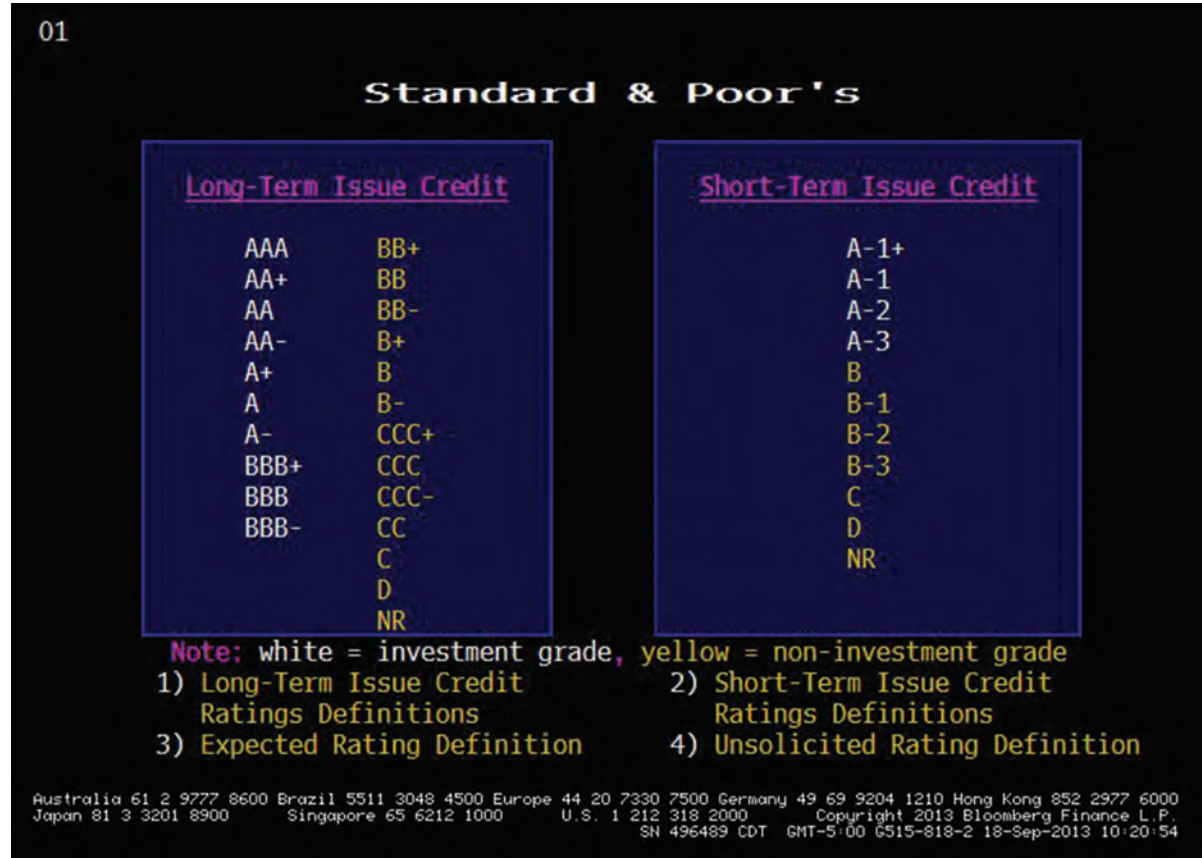 01
Standard & Poor's
Long-Term Issue Credit
AAA BB+
AA+ BB
AA BB-
AA- B+
A+ B
A B-
A- CCC+
BBB+ CCC
BBB CCC-
BBB- CC
C
D
NR
Short-Term Issue Credit
A-1+
A-1
A-2
A-3
B
B-1
B-2
B-3
C
D
NR
Note: white = investment grade, yellow = non-investment grade
1) Long-Term Issue Credit
Ratings Definitions
2) Short-Term Issue Credit
Ratings Definitions
3) Expected Rating Definition
4) Unsolicited Rating Definition
Australia 61 2 9777 8600 Brazil 5511 3048 4500 Europe 44 20 7330 7500 Germany 49 69 9204 1210 Hong Kong 852 2977 6000
Japan 81 3 3201 8900 Singapore 65 6212 1000 U.S. 1 212 318 2000 Copyright 2013 Bloomberg Finance L.P.
SN 496489 CDT GMT-5:00 G515-818-2 18-Sep-2013 10:20:54